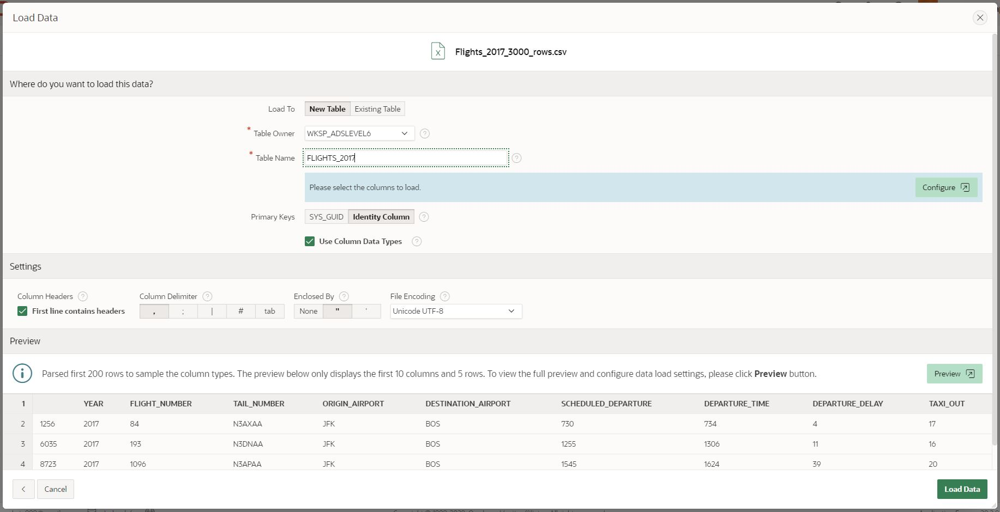 Load Data
Flights_2017_3000_rows.csv
Where do you want to load this data?
Load To New Table Existing Table
* Table Owner WKSP_ADSLEVEL6 ?
* Table Name FLIGHTS_2017 ?
Please select the columns to load. Configure
Primary Keys SYS_GUID Identity Column ?
Use Column Data Types ?
Settings
Column Headers ? Column Delimiter ? Enclosed By ? File Encoding ?
First line contains headers , ; | # tab None " ' Unicode UTF-8
Preview
Parsed first 200 rows to sample the column types. The preview below only displays the first 10 columns and 5 rows. To view the full preview and configure data load settings, please click Preview button. Preview
1 YEAR FLIGHT_NUMBER TAIL_NUMBER ORIGIN_AIRPORT DESTINATION_AIRPORT SCHEDULED_DEPARTURE DEPARTURE_TIME DEPARTURE_DELAY TAXI_OUT
2 1256 2017 84 N3AXAA JFK BOS 730 734 4 17
3 6035 2017 193 N3DNAA JFK BOS 1255 1306 11 16
4 8723 2017 1096 N3APAA JFK BOS 1545 1624 39 20
< Cancel Load Data